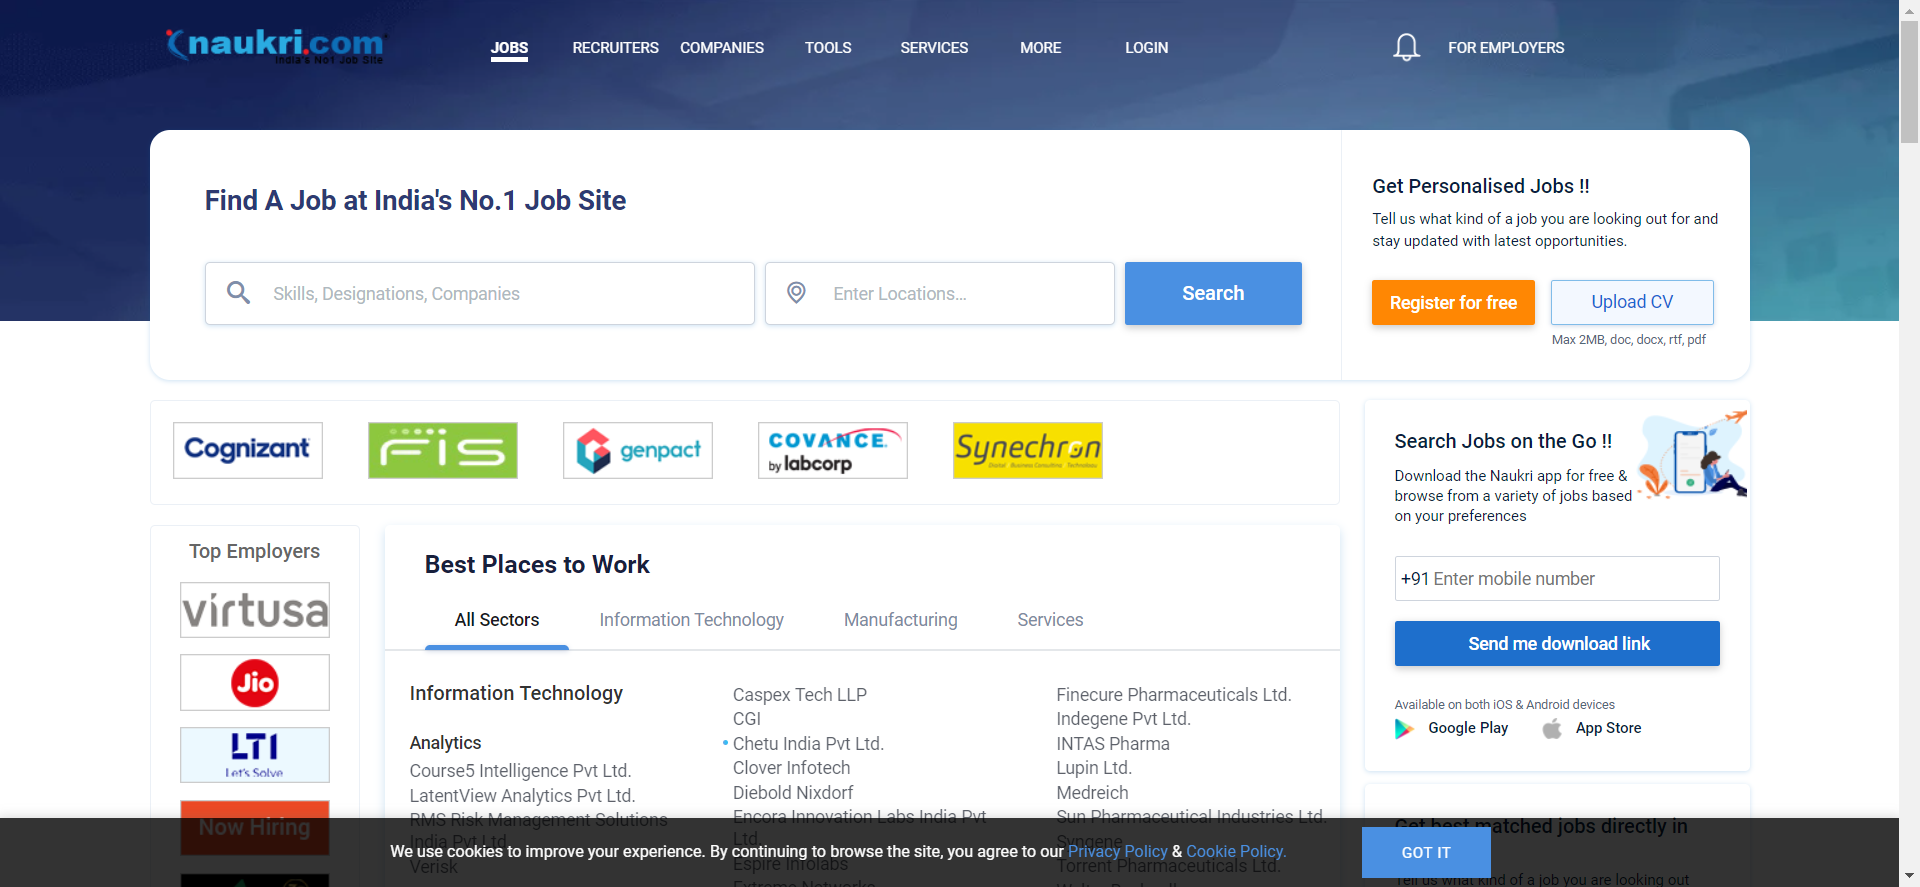 naukri.com
India's No1 Job Site
JOBS
RECRUITERS
COMPANIES
TOOLS
SERVICES
MORE
LOGIN
FOR EMPLOYERS
Find A Job at India's No.1 Job Site
Skills, Designations, Companies
Enter Locations...
Search
Get Personalised Jobs !!
Tell us what kind of a job you are looking out for and
stay updated with latest opportunities.
Register for free
Upload CV
Max 2MB, doc, docx, rtf, pdf
Cognizant
FIS
genpact
COVANCE
by labcorp
Synechron
Digital Business Consulting Technology
Search Jobs on the Go !!
Download the Naukri app for free &
browse from a variety of jobs based
on your preferences
+91 Enter mobile number
Send me download link
Available on both iOS & Android devices
Google Play
App Store
Top Employers
virtusa
Jio
LTI
Let's Solve
Now Hiring
Best Places to Work
All Sectors
Information Technology
Manufacturing
Services
Information Technology
Analytics
Course5 Intelligence Pvt Ltd.
LatentView Analytics Pvt Ltd.
RMS Risk Management Solutions
India Pvt Ltd.
Verisk
Caspex Tech LLP
CGI
Chetu India Pvt Ltd.
Clover Infotech
Diebold Nixdorf
Encora Innovation Labs India Pvt
Ltd.
Espire Infolabs
Extreme Networks
Finecure Pharmaceuticals Ltd.
Indegene Pvt Ltd.
INTAS Pharma
Lupin Ltd.
Medreich
Sun Pharmaceutical Industries Ltd.
Syngene
Torrent Pharmaceuticals Ltd.
Get best matched jobs directly in
Tell us what kind of a job you are looking out
We use cookies to improve your experience. By continuing to browse the site, you agree to our Privacy Policy & Cookie Policy.
GOT IT